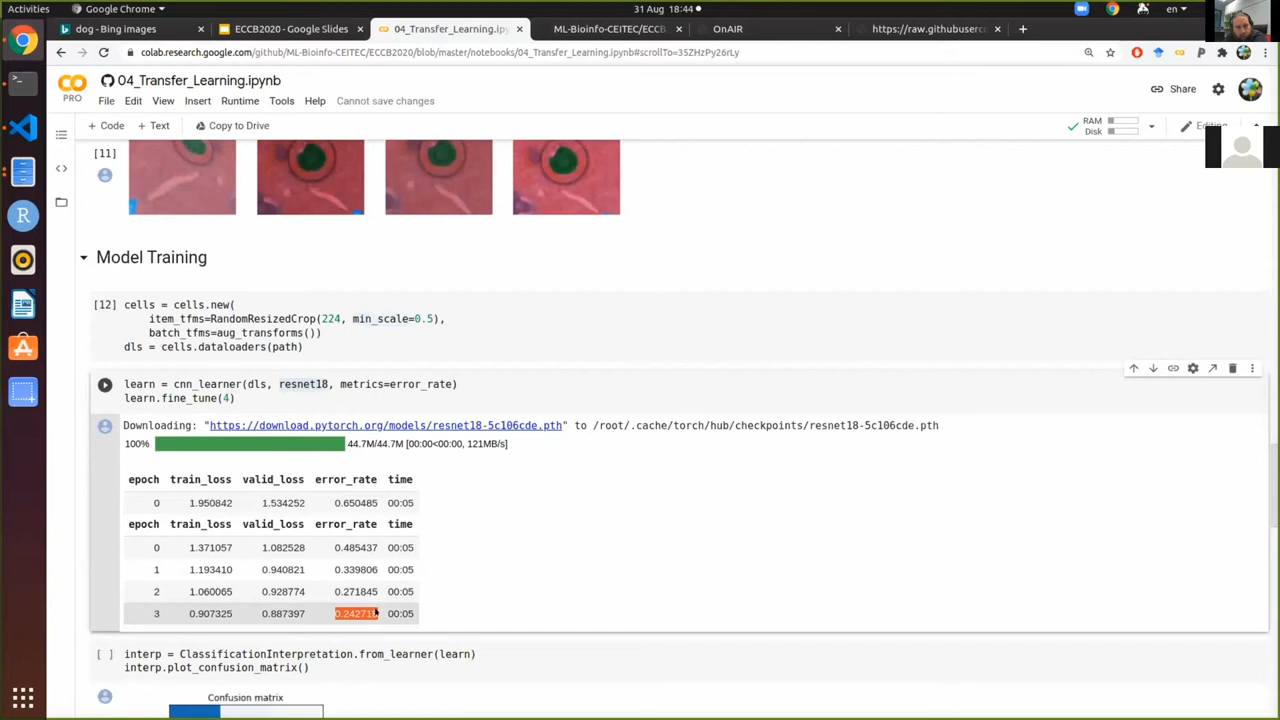 Activities
Google Chrome
31 Aug 18:44
en
dog - Bing images
ECCB2020 - Google Slides
04_Transfer_Learning.ipy
ML-Bioinfo-CEITEC/ECCB
OnAIR
https://raw.githubuserc
colab.research.google.com/github/ML-Bioinfo-CEITEC/ECCB2020/blob/master/notebooks/04_Transfer_Learning.ipynb#scrollTo=3SZHzPy26rLy
04_Transfer_Learning.ipynb
PRO
File Edit View Insert Runtime Tools Help Cannot save changes
Share
+ Code + Text Copy to Drive
RAM
Disk
Editing
[11]
Model Training
[12] cells = cells.new(
item_tfms=RandomResizedCrop(224, min_scale=0.5),
batch_tfms=aug_transforms())
dls = cells.dataloaders(path)
learn = cnn_learner(dls, resnet18, metrics=error_rate)
learn.fine_tune(4)
Downloading: "https://download.pytorch.org/models/resnet18-5c106cde.pth" to /root/.cache/torch/hub/checkpoints/resnet18-5c106cde.pth
100% 44.7M/44.7M [00:00<00:00, 121MB/s]
epoch train_loss valid_loss error_rate time
0 1.950842 1.534252 0.650485 00:05
epoch train_loss valid_loss error_rate time
0 1.371057 1.082528 0.485437 00:05
1 1.193410 0.940821 0.339806 00:05
2 1.060065 0.928774 0.271845 00:05
3 0.907325 0.887397 00:05
[ ] interp = ClassificationInterpretation.from_learner(learn)
interp.plot_confusion_matrix()
Confusion matrix